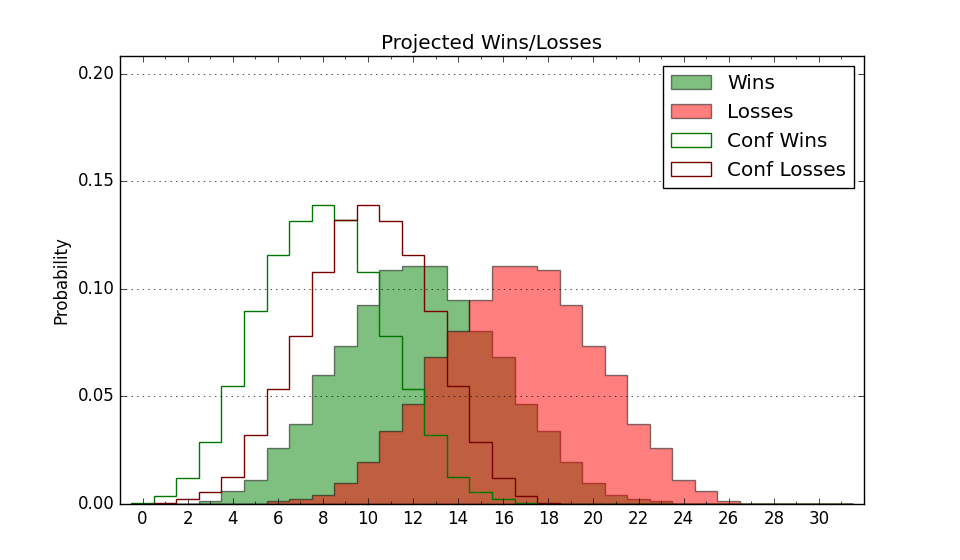 Projected Wins/Losses
0.20
0.15
0.10
0.05
0.00
Probability
Wins
Losses
Conf Wins
Conf Losses
0 2 4 6 8 10 12 14 16 18 20 22 24 26 28 30